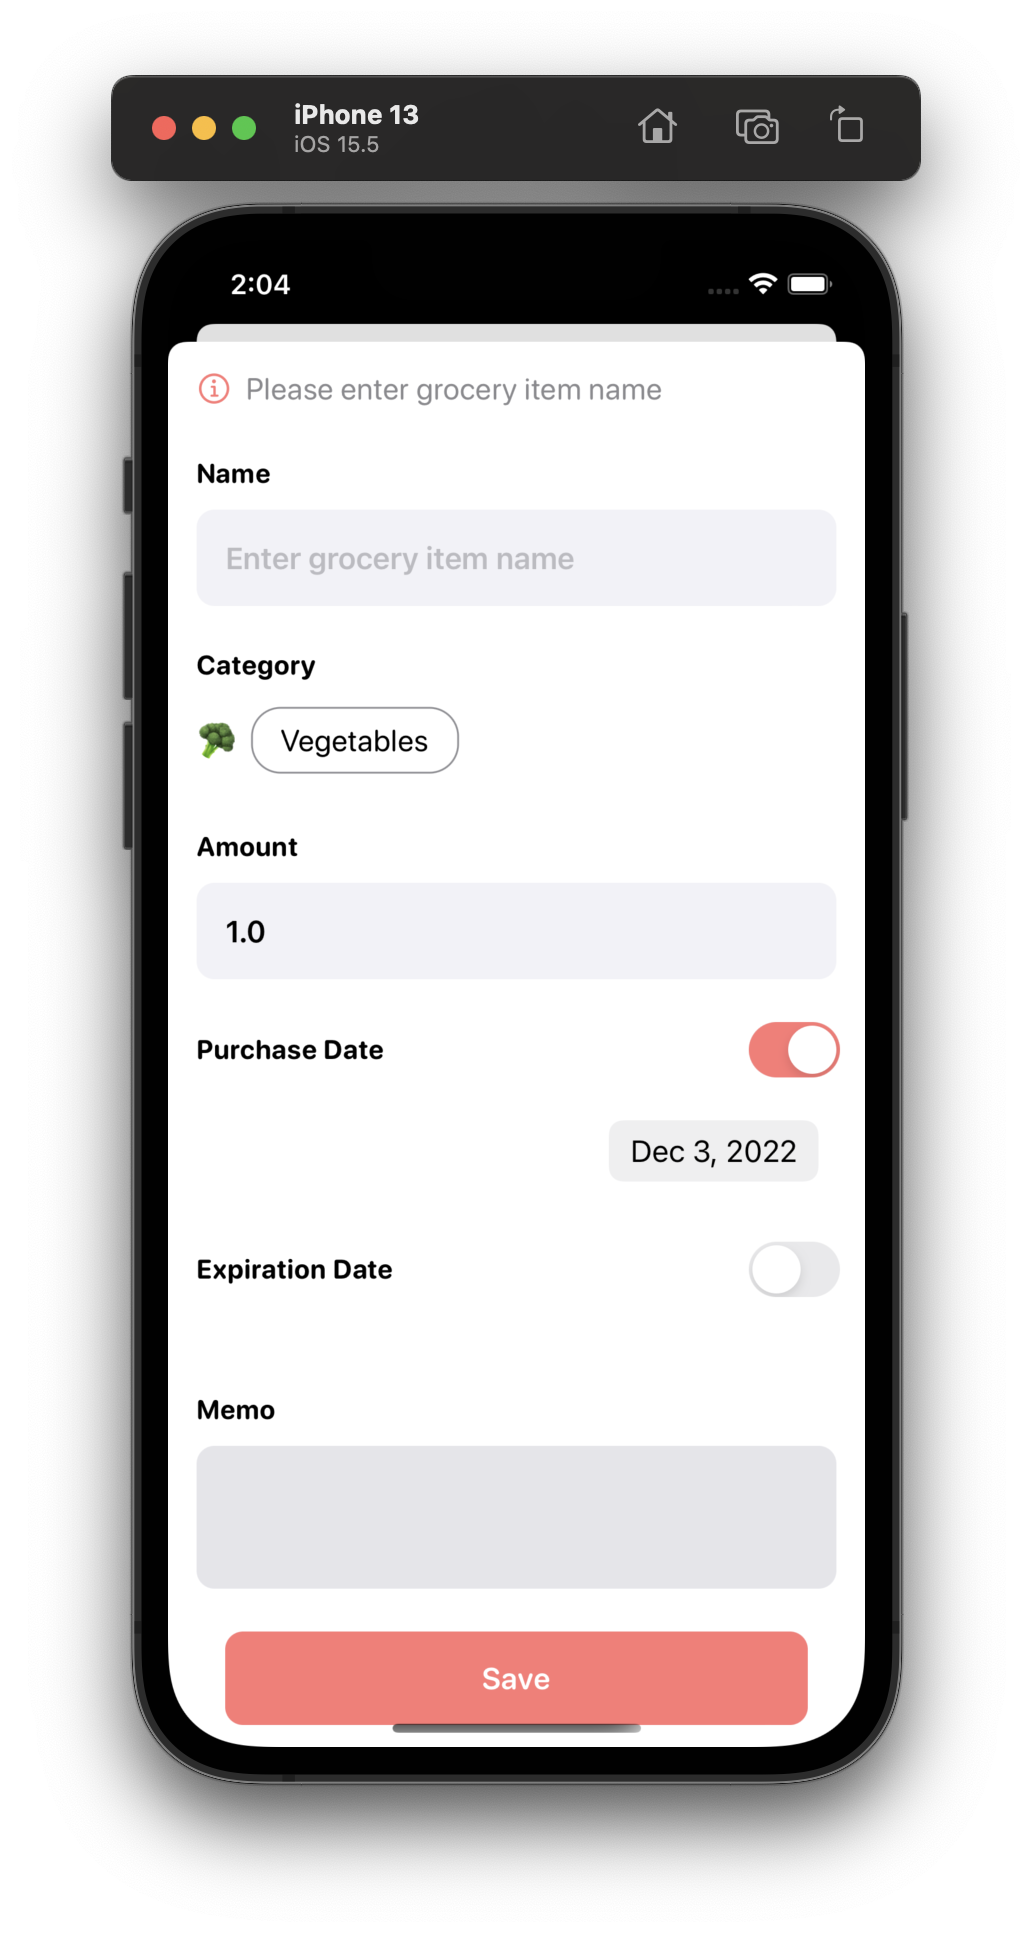 iPhone 13
iOS 15.5
2:04
Please enter grocery item name
Name
Enter grocery item name
Category
Vegetables
Amount
1.0
Purchase Date
Dec 3, 2022
Expiration Date
Memo
Save